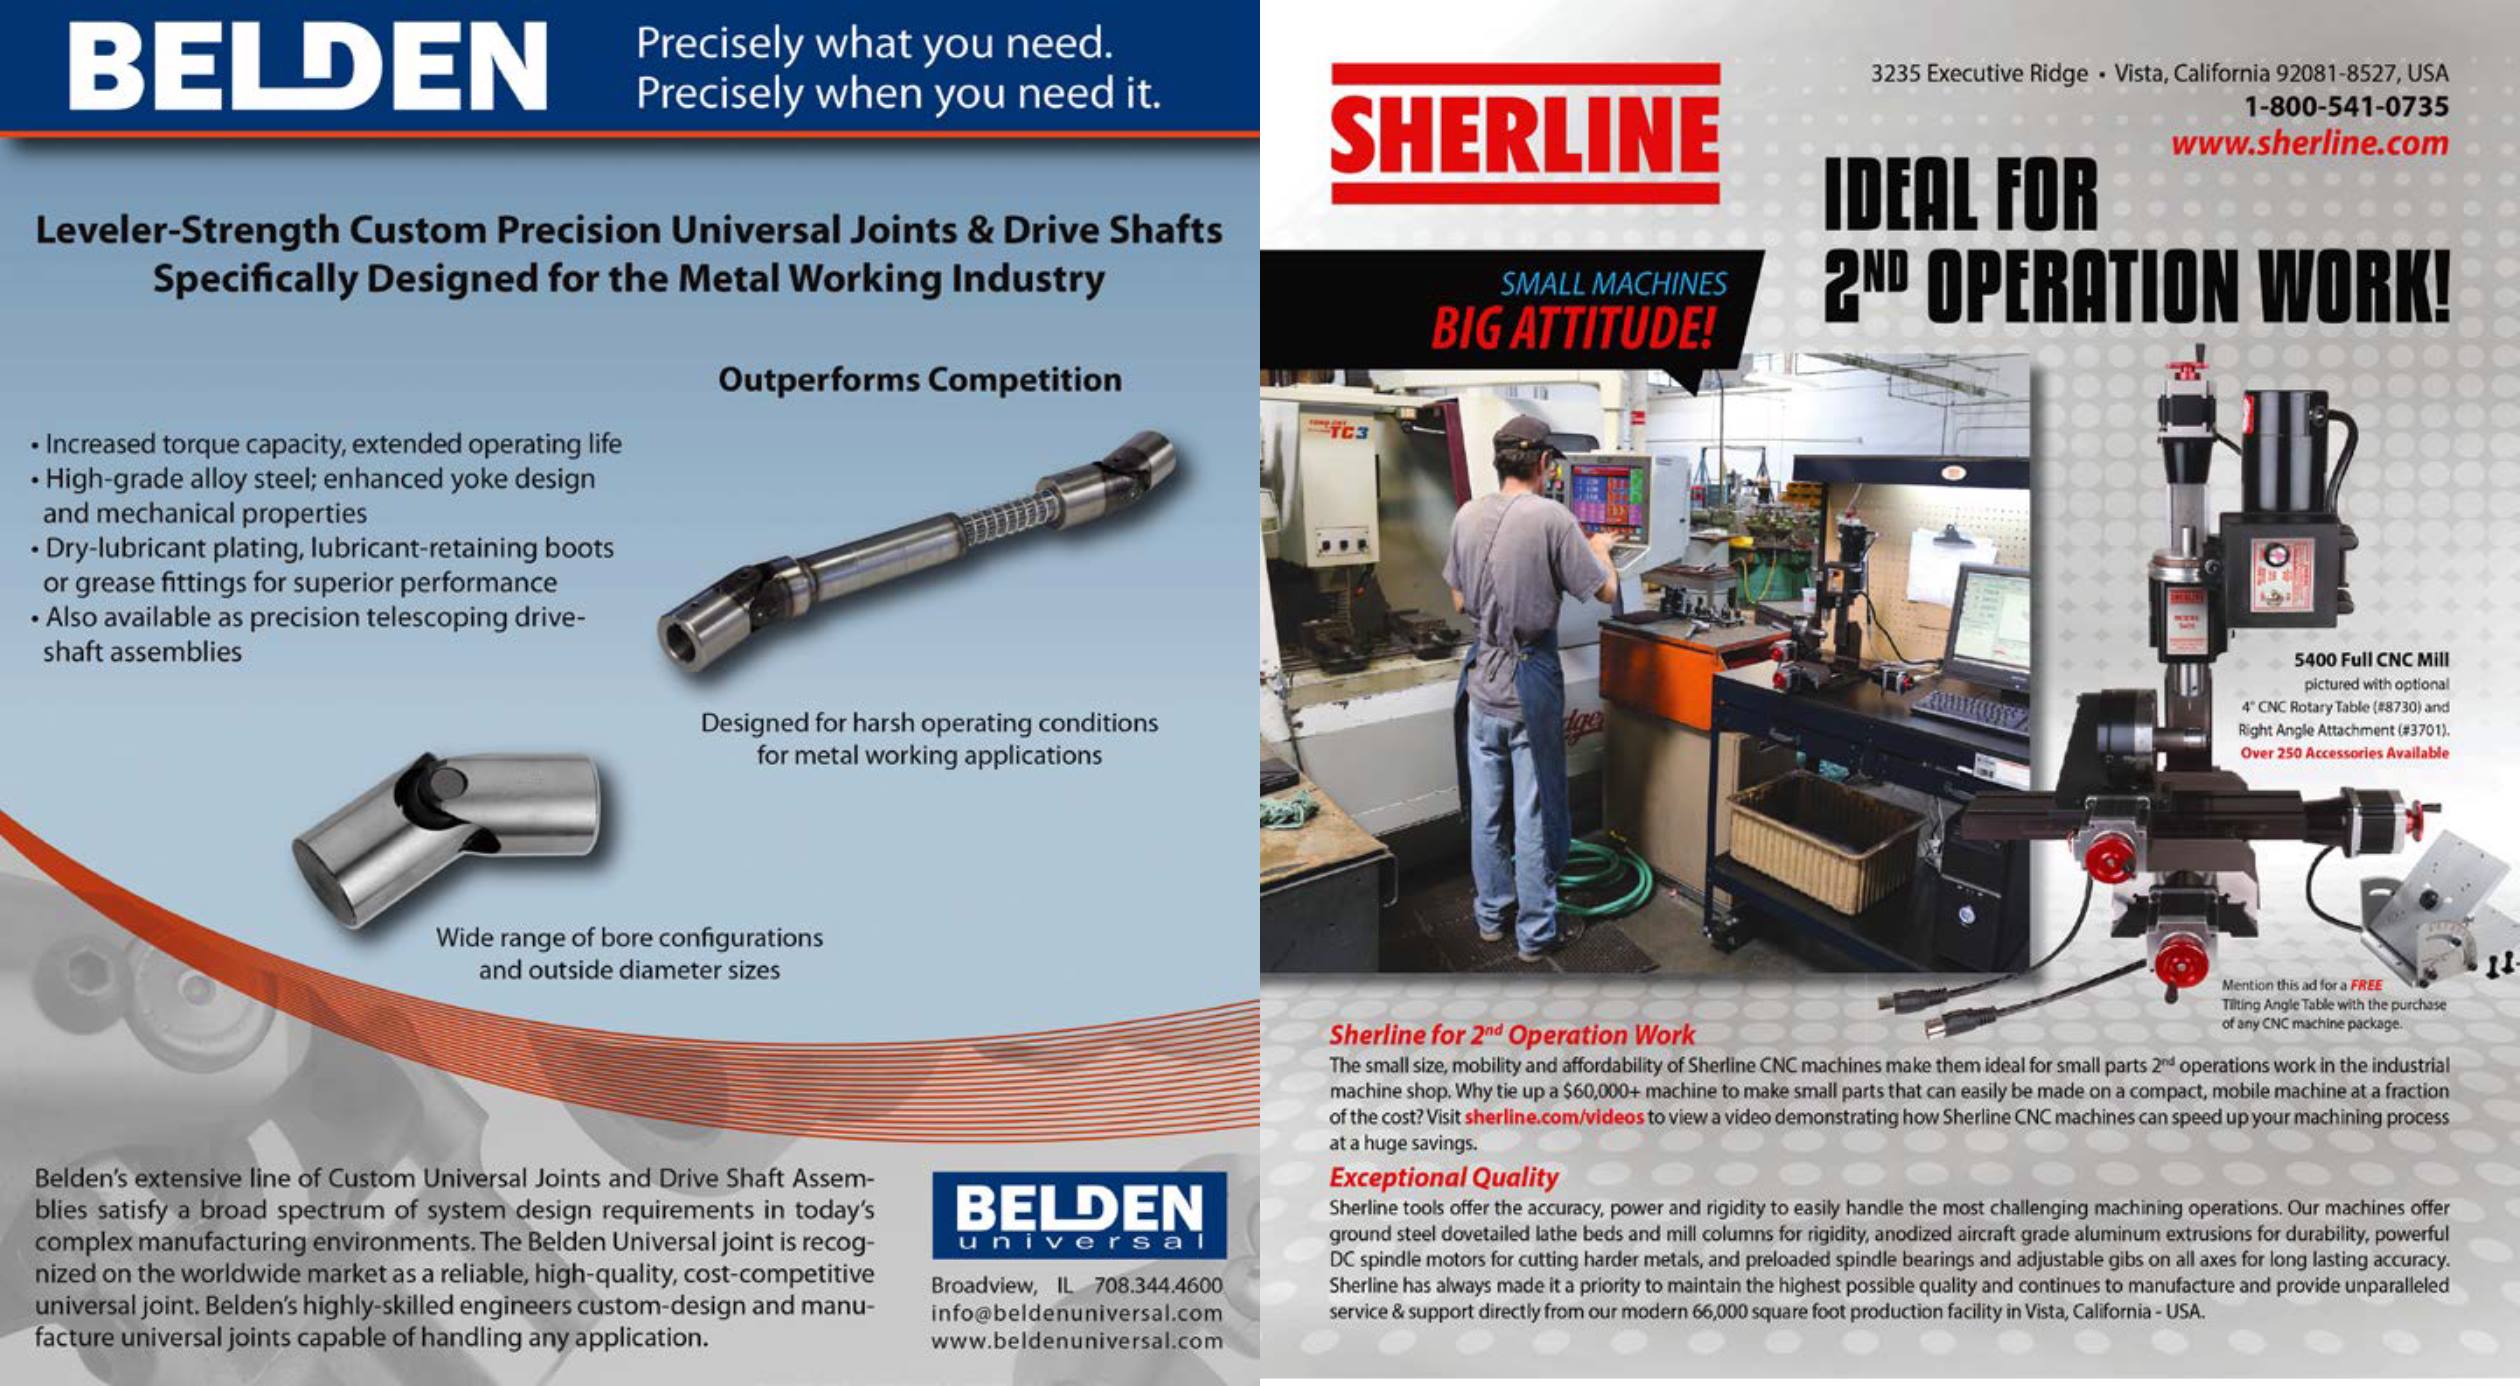 BELDEN
Precisely what you need.
Precisely when you need it.
Leveler-Strength Custom Precision Universal Joints & Drive Shafts
Specifically Designed for the Metal Working Industry
Outperforms Competition
• Increased torque capacity, extended operating life
• High-grade alloy steel; enhanced yoke design
and mechanical properties
• Dry-lubricant plating, lubricant-retaining boots
or grease fittings for superior performance
• Also available as precision telescoping drive-
shaft assemblies
Designed for harsh operating conditions
for metal working applications
Wide range of bore configurations
and outside diameter sizes
Belden's extensive line of Custom Universal Joints and Drive Shaft Assem-
blies satisfy a broad spectrum of system design requirements in today's
complex manufacturing environments. The Belden Universal joint is recog-
nized on the worldwide market as a reliable, high-quality, cost-competitive
universal joint. Belden's highly-skilled engineers custom-design and manu-
facture universal joints capable of handling any application.
BELDEN
universal
Broadview, IL 708.344.4600
info@beldenuniversal.com
www.beldenuniversal.com
SHERLINE
3235 Executive Ridge • Vista, California 92081-8527, USA
1-800-541-0735
www.sherline.com
IDEAL FOR
2ND OPERATION WORK!
SMALL MACHINES
BIG ATTITUDE!
TC3
SHERLINE
5400 Full CNC Mill
pictured with optional
4" CNC Rotary Table (#8730) and
Right Angle Attachment (#3701).
Over 250 Accessories Available
Mention this ad for a FREE
Tilting Angle Table with the purchase
of any CNC machine package.
Sherline for 2nd Operation Work
The small size, mobility and affordability of Sherline CNC machines make them ideal for small parts 2nd operations work in the industrial
machine shop. Why tie up a $60,000+ machine to make small parts that can easily be made on a compact, mobile machine at a fraction
of the cost? Visit sherline.com/videos to view a video demonstrating how Sherline CNC machines can speed up your machining process
at a huge savings.
Exceptional Quality
Sherline tools offer the accuracy, power and rigidity to easily handle the most challenging machining operations. Our machines offer
ground steel dovetailed lathe beds and mill columns for rigidity, anodized aircraft grade aluminum extrusions for durability, powerful
DC spindle motors for cutting harder metals, and preloaded spindle bearings and adjustable gibs on all axes for long lasting accuracy.
Sherline has always made it a priority to maintain the highest possible quality and continues to manufacture and provide unparalleled
service & support directly from our modern 66,000 square foot production facility in Vista, California - USA.